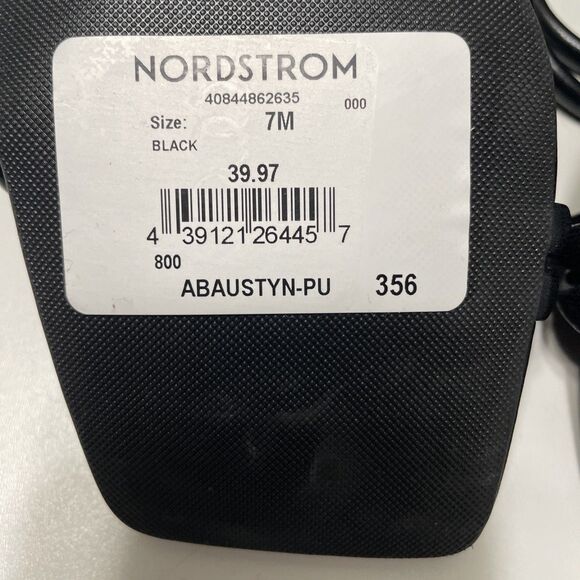 NORDSTROM
40844862635 000
Size: 7M
BLACK
39.97
4 39121 26445 7
800
ABAUSTYN-PU 356